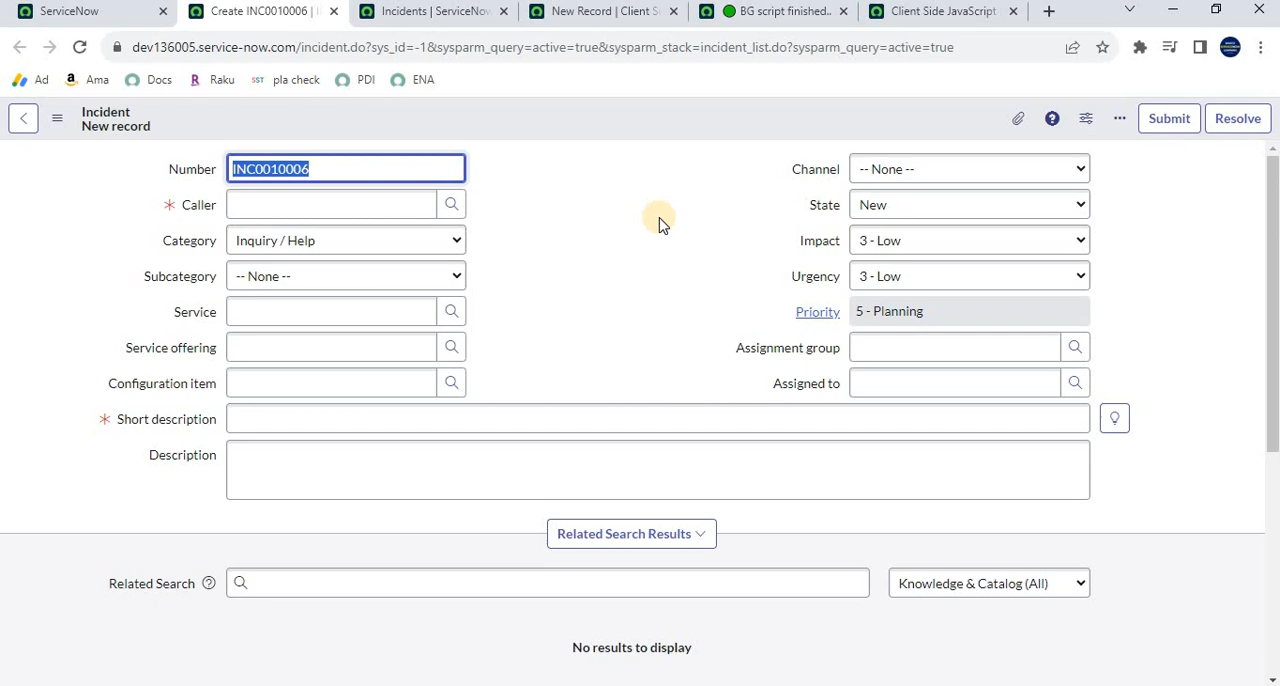 ServiceNow
Create INC0010006 |
Incidents | ServiceNow
New Record | Client S
BG script finished..
Client Side JavaScript
dev136005.service-now.com/incident.do?sys_id=-1&sysparm_query=active=true&sysparm_stack=incident_list.do?sysparm_query=active=true
Ad
Ama
Docs
R Raku
SST pla check
PDI
ENA
Incident
New record
Submit
Resolve
Number INC0010006
Channel -- None --
* Caller
State New
Category Inquiry / Help
Impact 3 - Low
Subcategory -- None --
Urgency 3 - Low
Service
Priority 5 - Planning
Service offering
Assignment group
Configuration item
Assigned to
* Short description
Description
Related Search Results
Related Search
Knowledge & Catalog (All)
No results to display